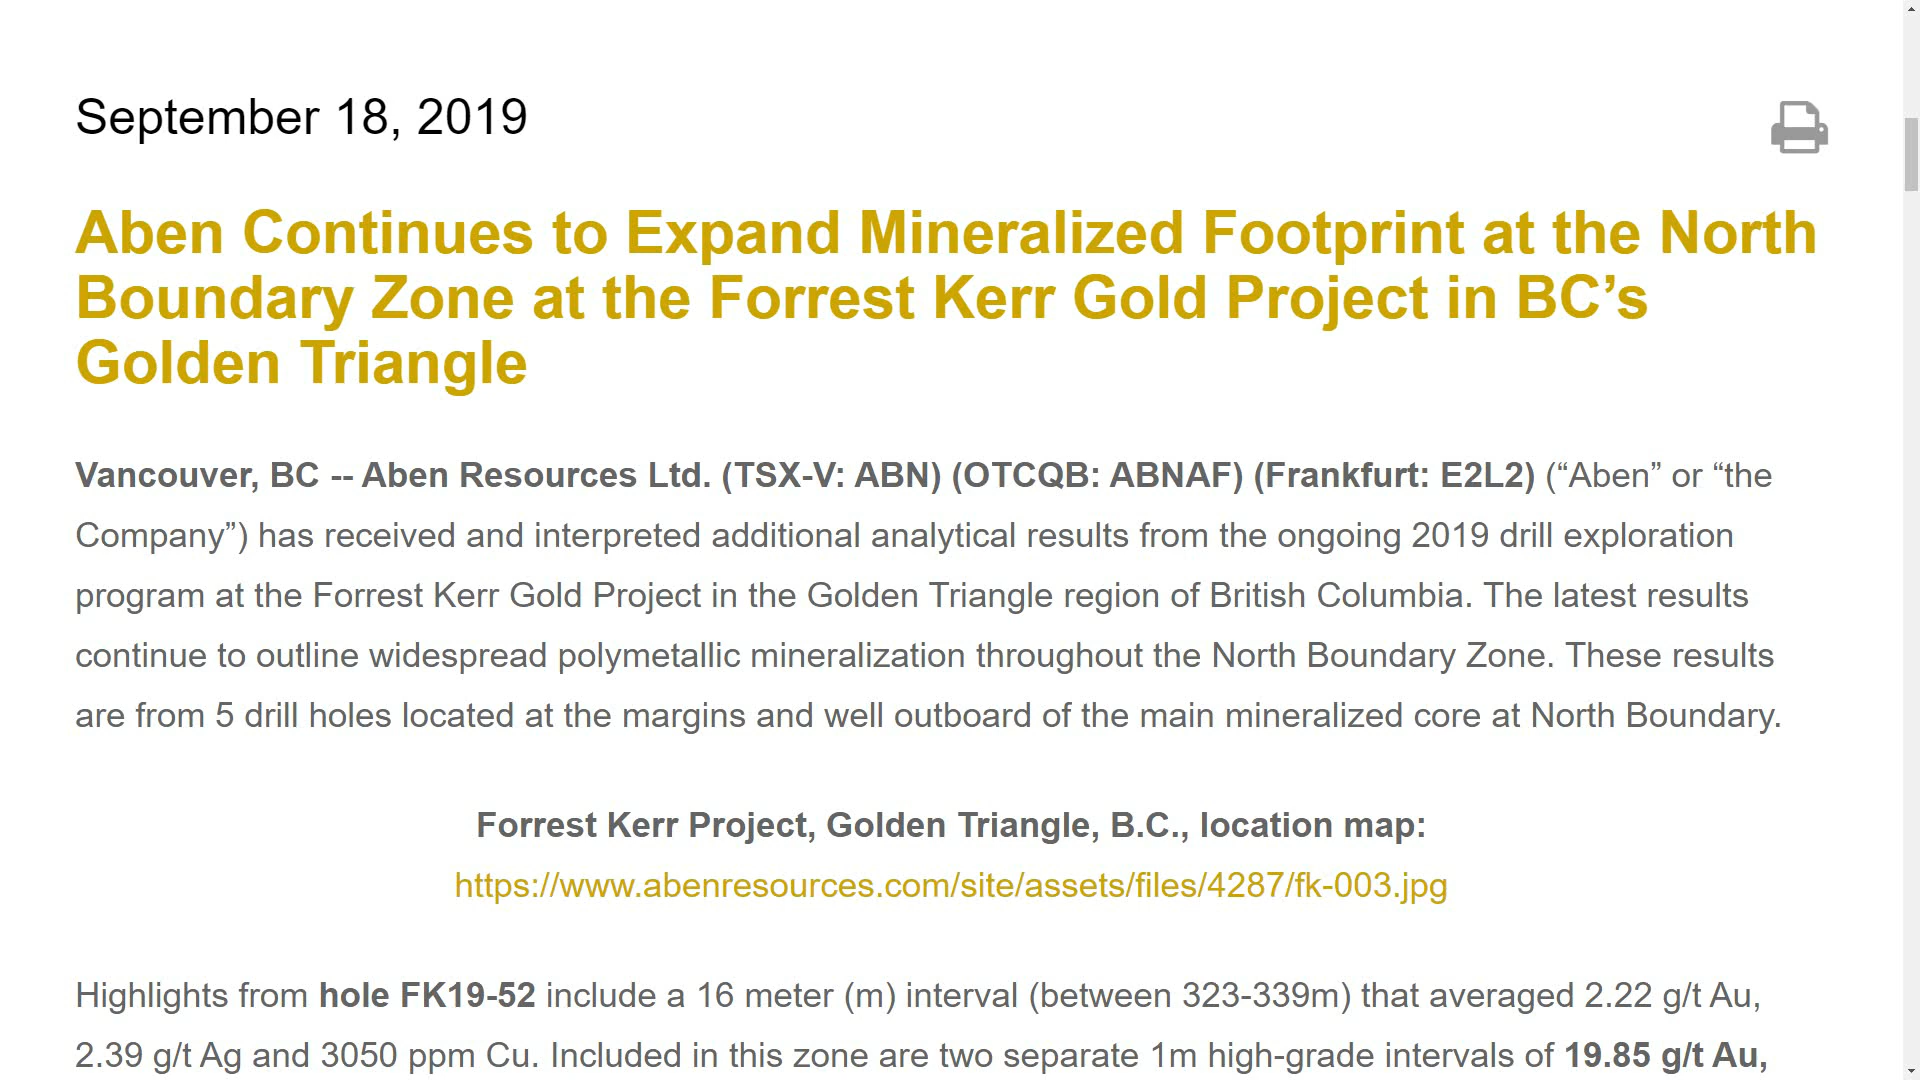 September 18, 2019
Aben Continues to Expand Mineralized Footprint at the North
Boundary Zone at the Forrest Kerr Gold Project in BC’s
Golden Triangle
Vancouver, BC -- Aben Resources Ltd. (TSX-V: ABN) (OTCQB: ABNAF) (Frankfurt: E2L2) (“Aben” or “the
Company”) has received and interpreted additional analytical results from the ongoing 2019 drill exploration
program at the Forrest Kerr Gold Project in the Golden Triangle region of British Columbia. The latest results
continue to outline widespread polymetallic mineralization throughout the North Boundary Zone. These results
are from 5 drill holes located at the margins and well outboard of the main mineralized core at North Boundary.
Forrest Kerr Project, Golden Triangle, B.C., location map:
https://www.abenresources.com/site/assets/files/4287/fk-003.jpg
Highlights from hole FK19-52 include a 16 meter (m) interval (between 323-339m) that averaged 2.22 g/t Au,
2.39 g/t Ag and 3050 ppm Cu. Included in this zone are two separate 1m high-grade intervals of 19.85 g/t Au,